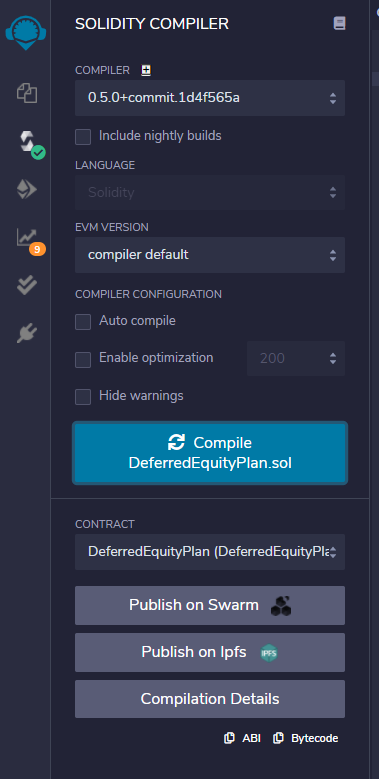 SOLIDITY COMPILER
COMPILER
0.5.0+commit.1d4f565a
Include nightly builds
LANGUAGE
Solidity
EVM VERSION
compiler default
COMPILER CONFIGURATION
Auto compile
Enable optimization 200
Hide warnings
9
Compile
DeferredEquityPlan.sol
CONTRACT
DeferredEquityPlan (DeferredEquityPla
Publish on Swarm
Publish on Ipfs IPFS
Compilation Details
ABI Bytecode